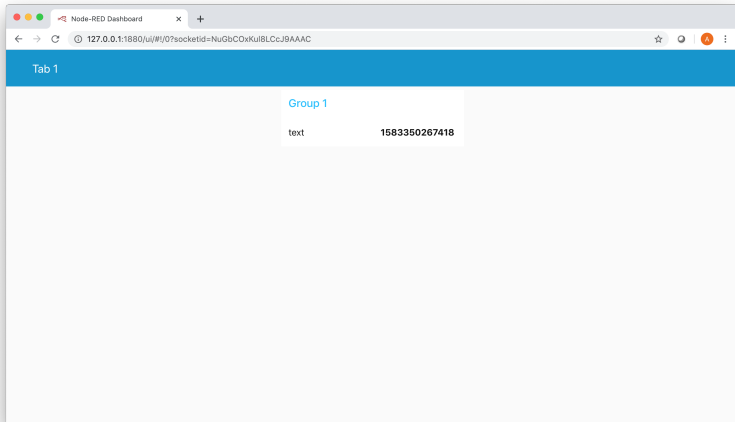 Node-RED Dashboard
127.0.0.1:1880/ui/#!/0?socketid=NuGbCOxKul8LCcJ9AAAC
A
Tab 1
Group 1
text 1583350267418